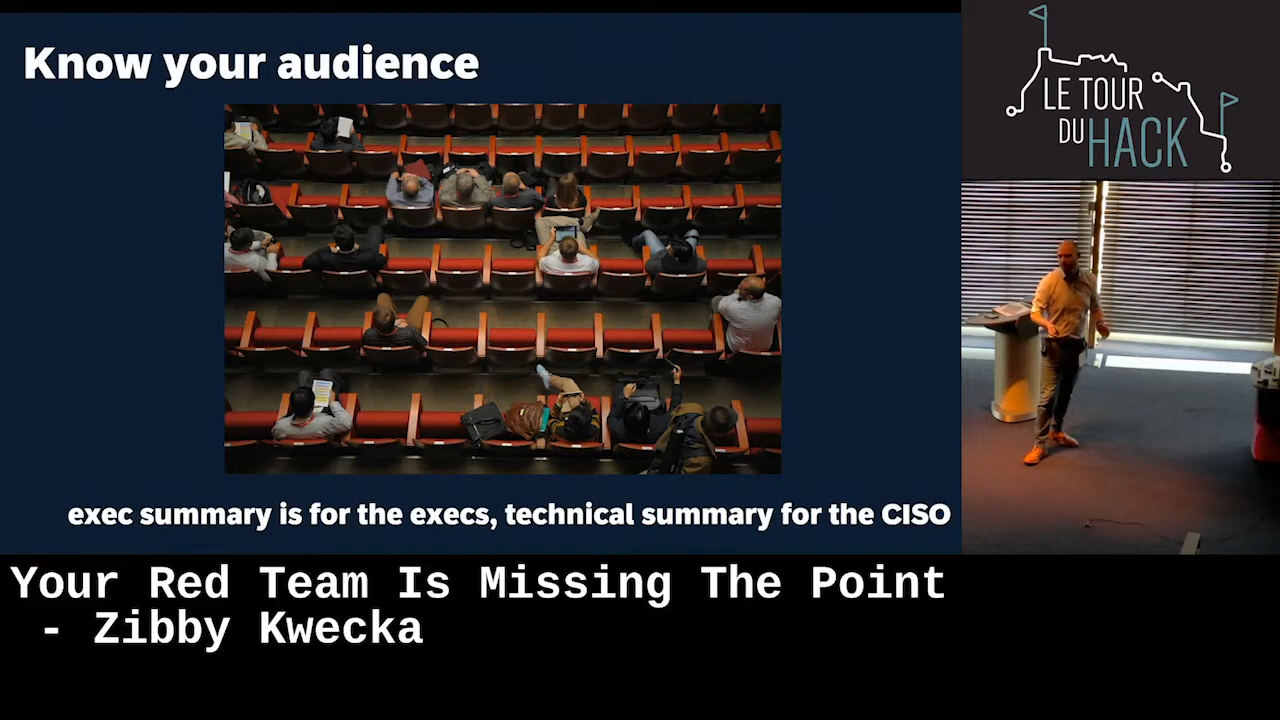 Know your audience
exec summary is for the execs, technical summary for the CISO
LE TOUR
DU HACK
Your Red Team Is Missing The Point
- Zibby Kwecka